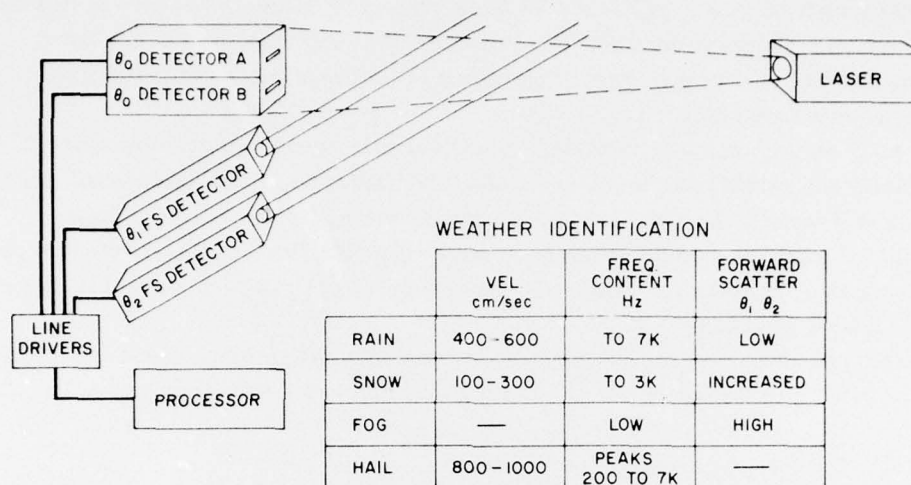 θ₀ DETECTOR A
θ₀ DETECTOR B
LASER
θ₁ FS DETECTOR
θ₂ FS DETECTOR
LINE
DRIVERS
PROCESSOR
WEATHER IDENTIFICATION
VEL
cm/sec
FREQ.
CONTENT
Hz
FORWARD
SCATTER
θ₁ θ₂
RAIN 400-600 TO 7K LOW
SNOW 100-300 TO 3K INCREASED
FOG — LOW HIGH
HAIL 800-1000 PEAKS
200 TO 7K —